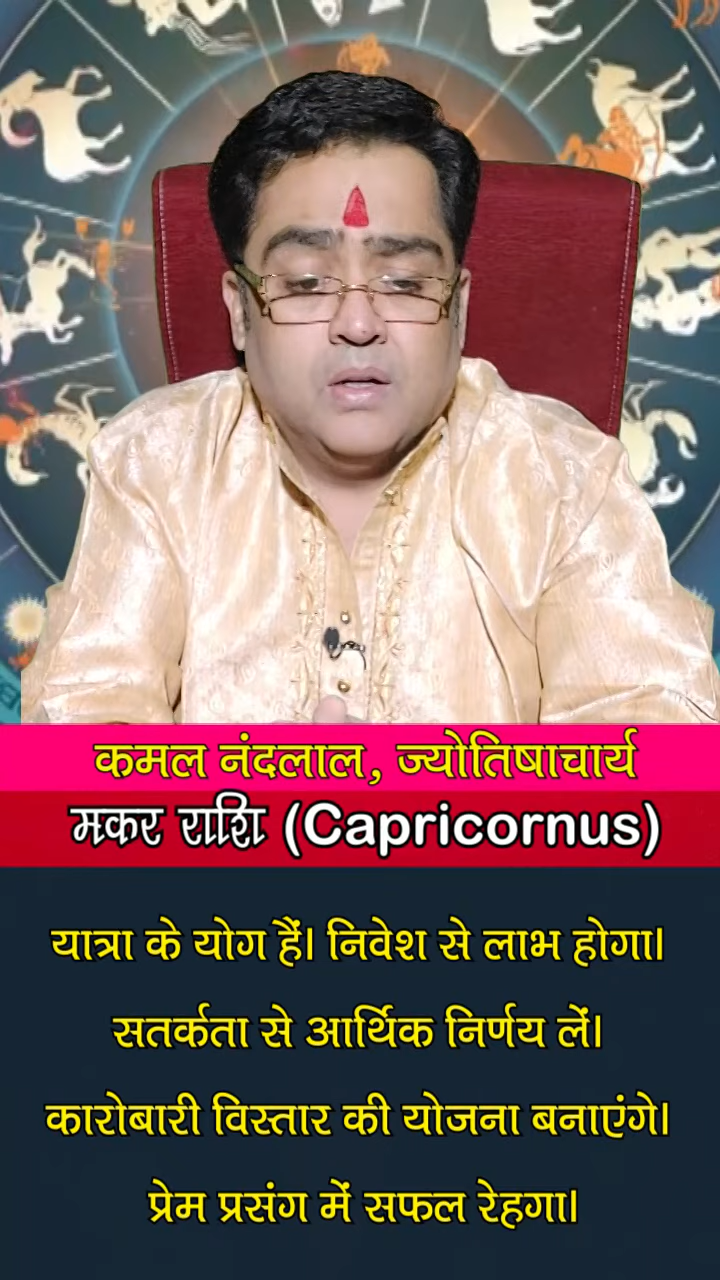 कमल नंदलाल, ज्योतिषाचार्य
मकर राशि (Capricornus)
यात्रा के योग हैं। निवेश से लाभ होगा।
सतर्कता से आर्थिक निर्णय लें।
कारोबारी विस्तार की योजना बनाएंगे।
प्रेम प्रसंग में सफल रेहगा।